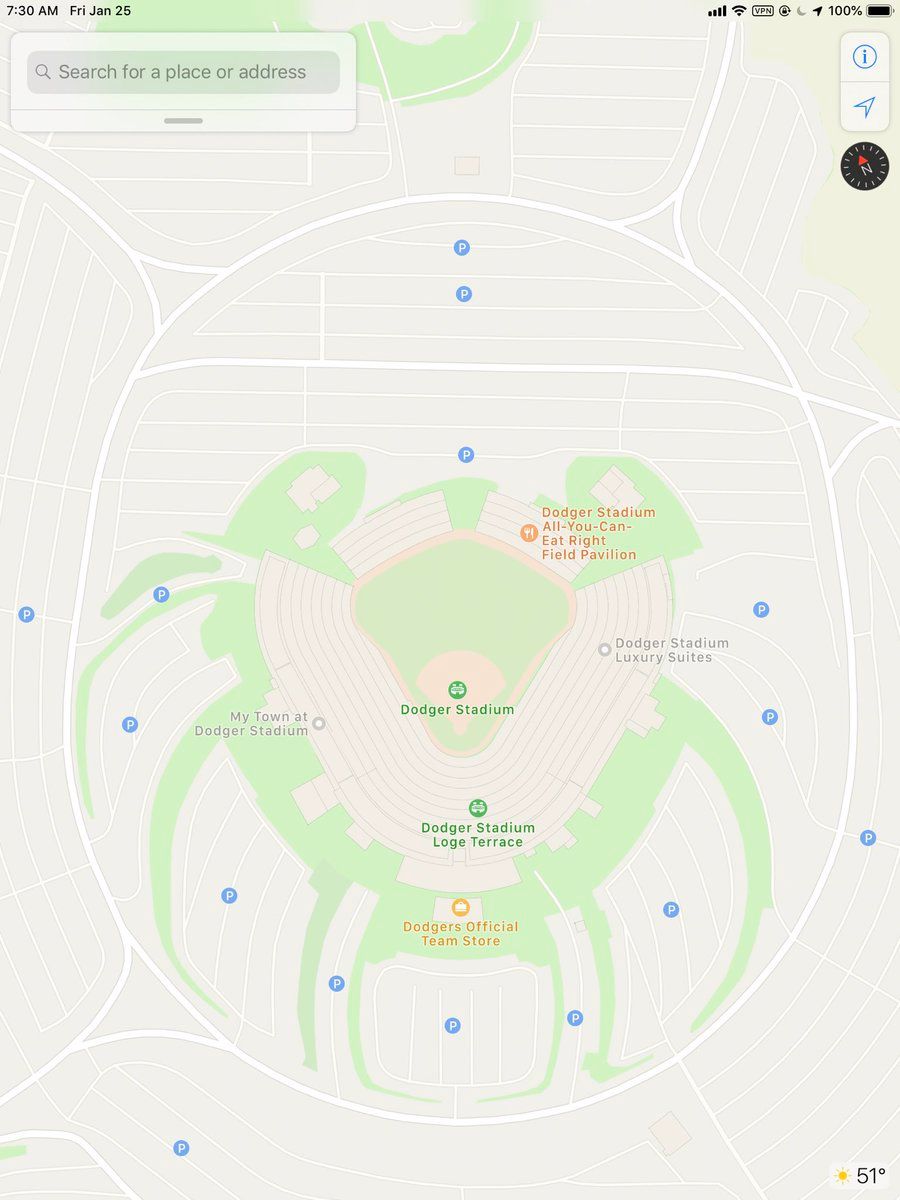 7:30 AM Fri Jan 25
VPN
100%
Search for a place or address
N
P
P
P
Dodger Stadium
All-You-Can-
Eat Right
Field Pavilion
P
P
P
Dodger Stadium
Luxury Suites
Dodger Stadium
My Town at
Dodger Stadium
P
P
Dodger Stadium
Loge Terrace
P
P
P
Dodgers Official
Team Store
P
P
P
P
51°